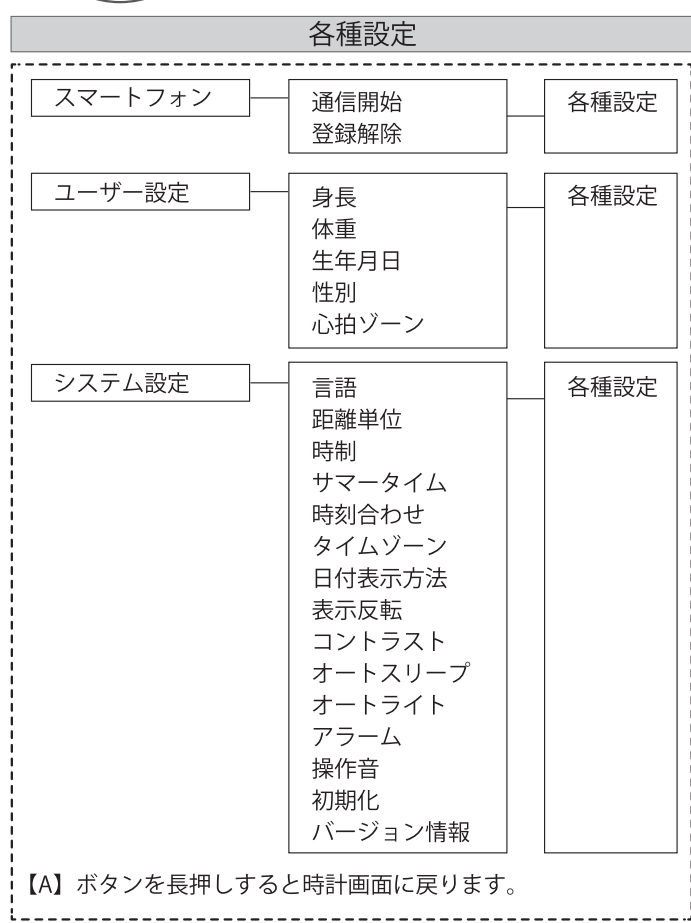 各種設定
スマートフォン
通信開始
登録解除
各種設定
ユーザー設定
身長
体重
生年月日
性別
心拍ゾーン
各種設定
システム設定
言語
距離単位
時制
サマータイム
時刻合わせ
タイムゾーン
日付表示方法
表示反転
コントラスト
オートスリープ
オートライト
アラーム
操作音
初期化
バージョン情報
各種設定
【A】ボタンを長押しすると時計画面に戻ります。